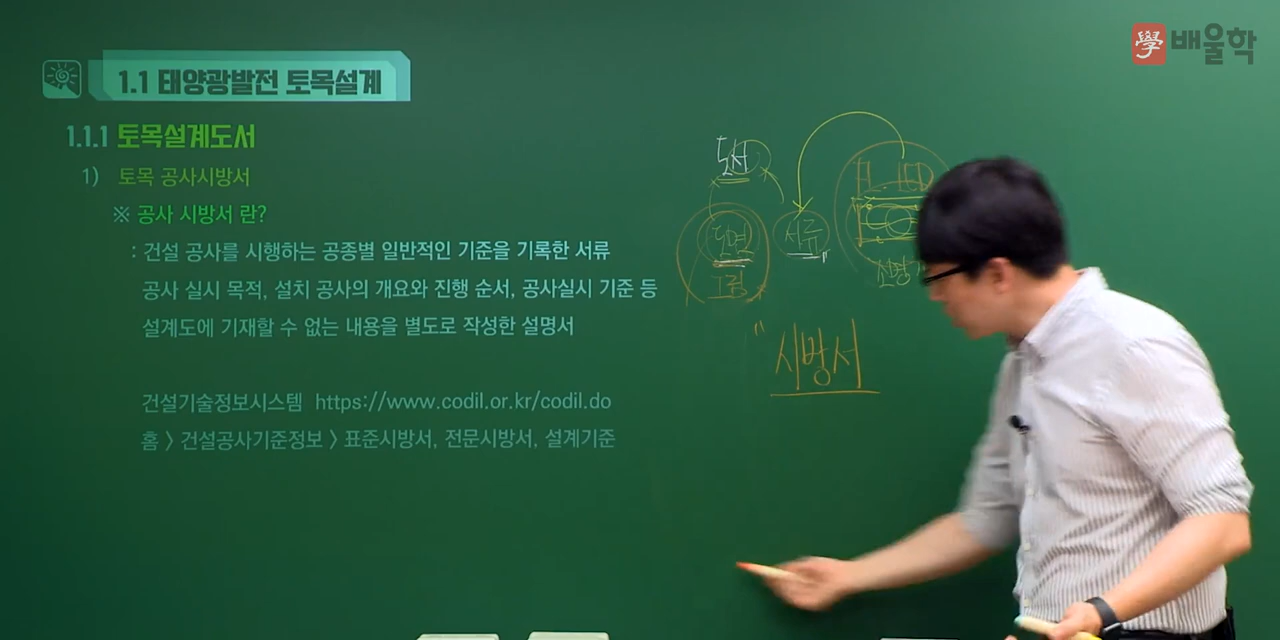 學 배울학
1.1 태양광발전 토목설계
1.1.1 토목설계도서
1) 토목 공사시방서
※ 공사 시방서 란?
: 건설 공사를 시행하는 공종별 일반적인 기준을 기록한 서류
공사 실시 목적, 설치 공사의 개요와 진행 순서, 공사실시 기준 등
설계도에 기재할 수 없는 내용을 별도로 작성한 설명서
건설기술정보시스템 https://www.codil.or.kr/codil.do
홈 > 건설공사기준정보 > 표준시방서, 전문시방서, 설계기준
도서
도면
그림
서류
"시방서